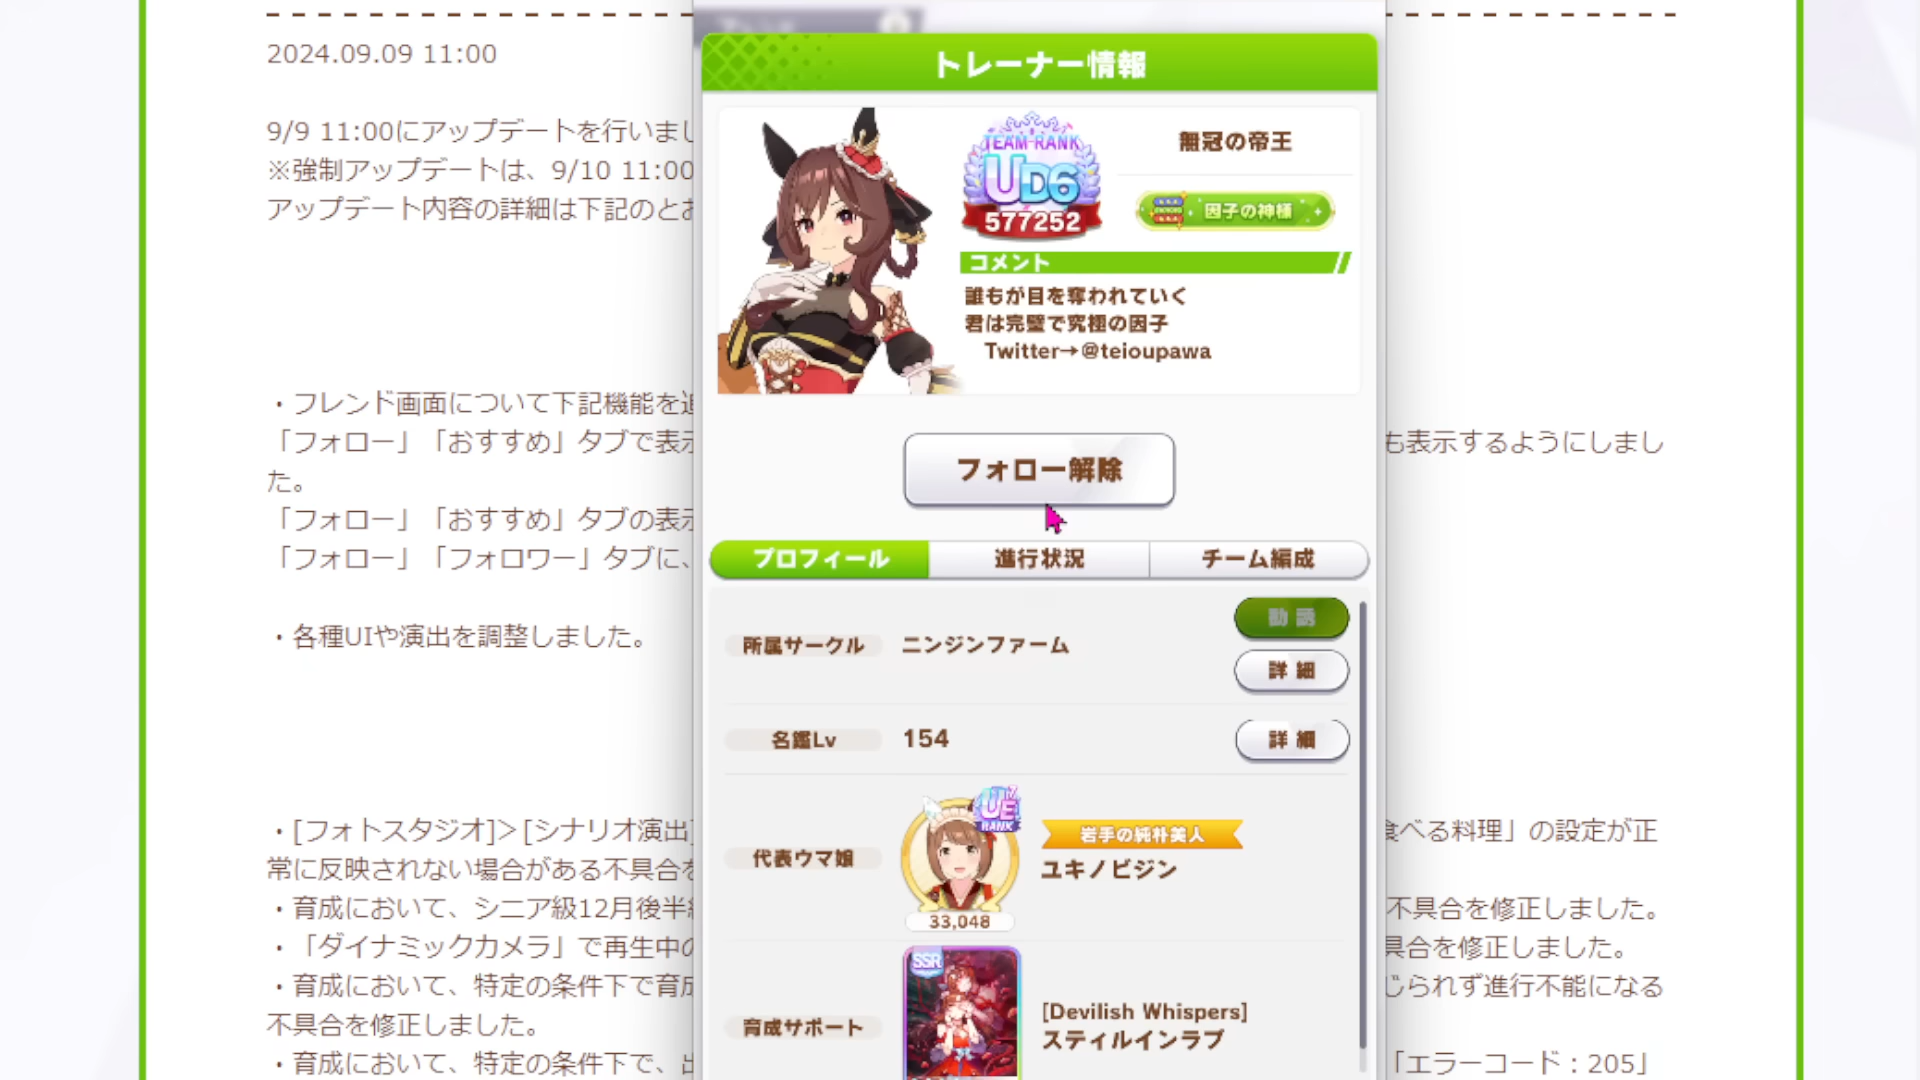 2024.09.09 11:00
9/9 11:00にアップデートを行いまし
※強制アップデートは、9/10 11:00
アップデート内容の詳細は下記のとお
・フレンド画面について下記機能を追
「フォロー」「おすすめ」タブで表示
も表示するようにしまし
た。
「フォロー」「おすすめ」タブの表示
「フォロー」「フォロワー」タブに、
・各種UIや演出を調整しました。
・[フォトスタジオ]>[シナリオ演出]
食べる料理」の設定が正
常に反映されない場合がある不具合を
・育成において、シニア級12月後半
不具合を修正しました。
・「ダイナミックカメラ」で再生中の
具合を修正しました。
・育成において、特定の条件下で育成
じられず進行不能になる
不具合を修正しました。
・育成において、特定の条件下で、出
「エラーコード：205」
トレーナー情報
TEAM-RANK
UD6
577252
無冠の帝王
因子の神様
コメント
誰もが目を奪われていく
君は完璧で究極の因子
Twitter→@teioupawa
フォロー解除
プロフィール
進行状況
チーム編成
所属サークル
ニンジンファーム
勧誘
詳細
名鑑Lv
154
詳細
代表ウマ娘
UE7
RANK
33,048
岩手の純朴美人
ユキノビジン
育成サポート
SSR
[Devilish Whispers]
スティルインラブ